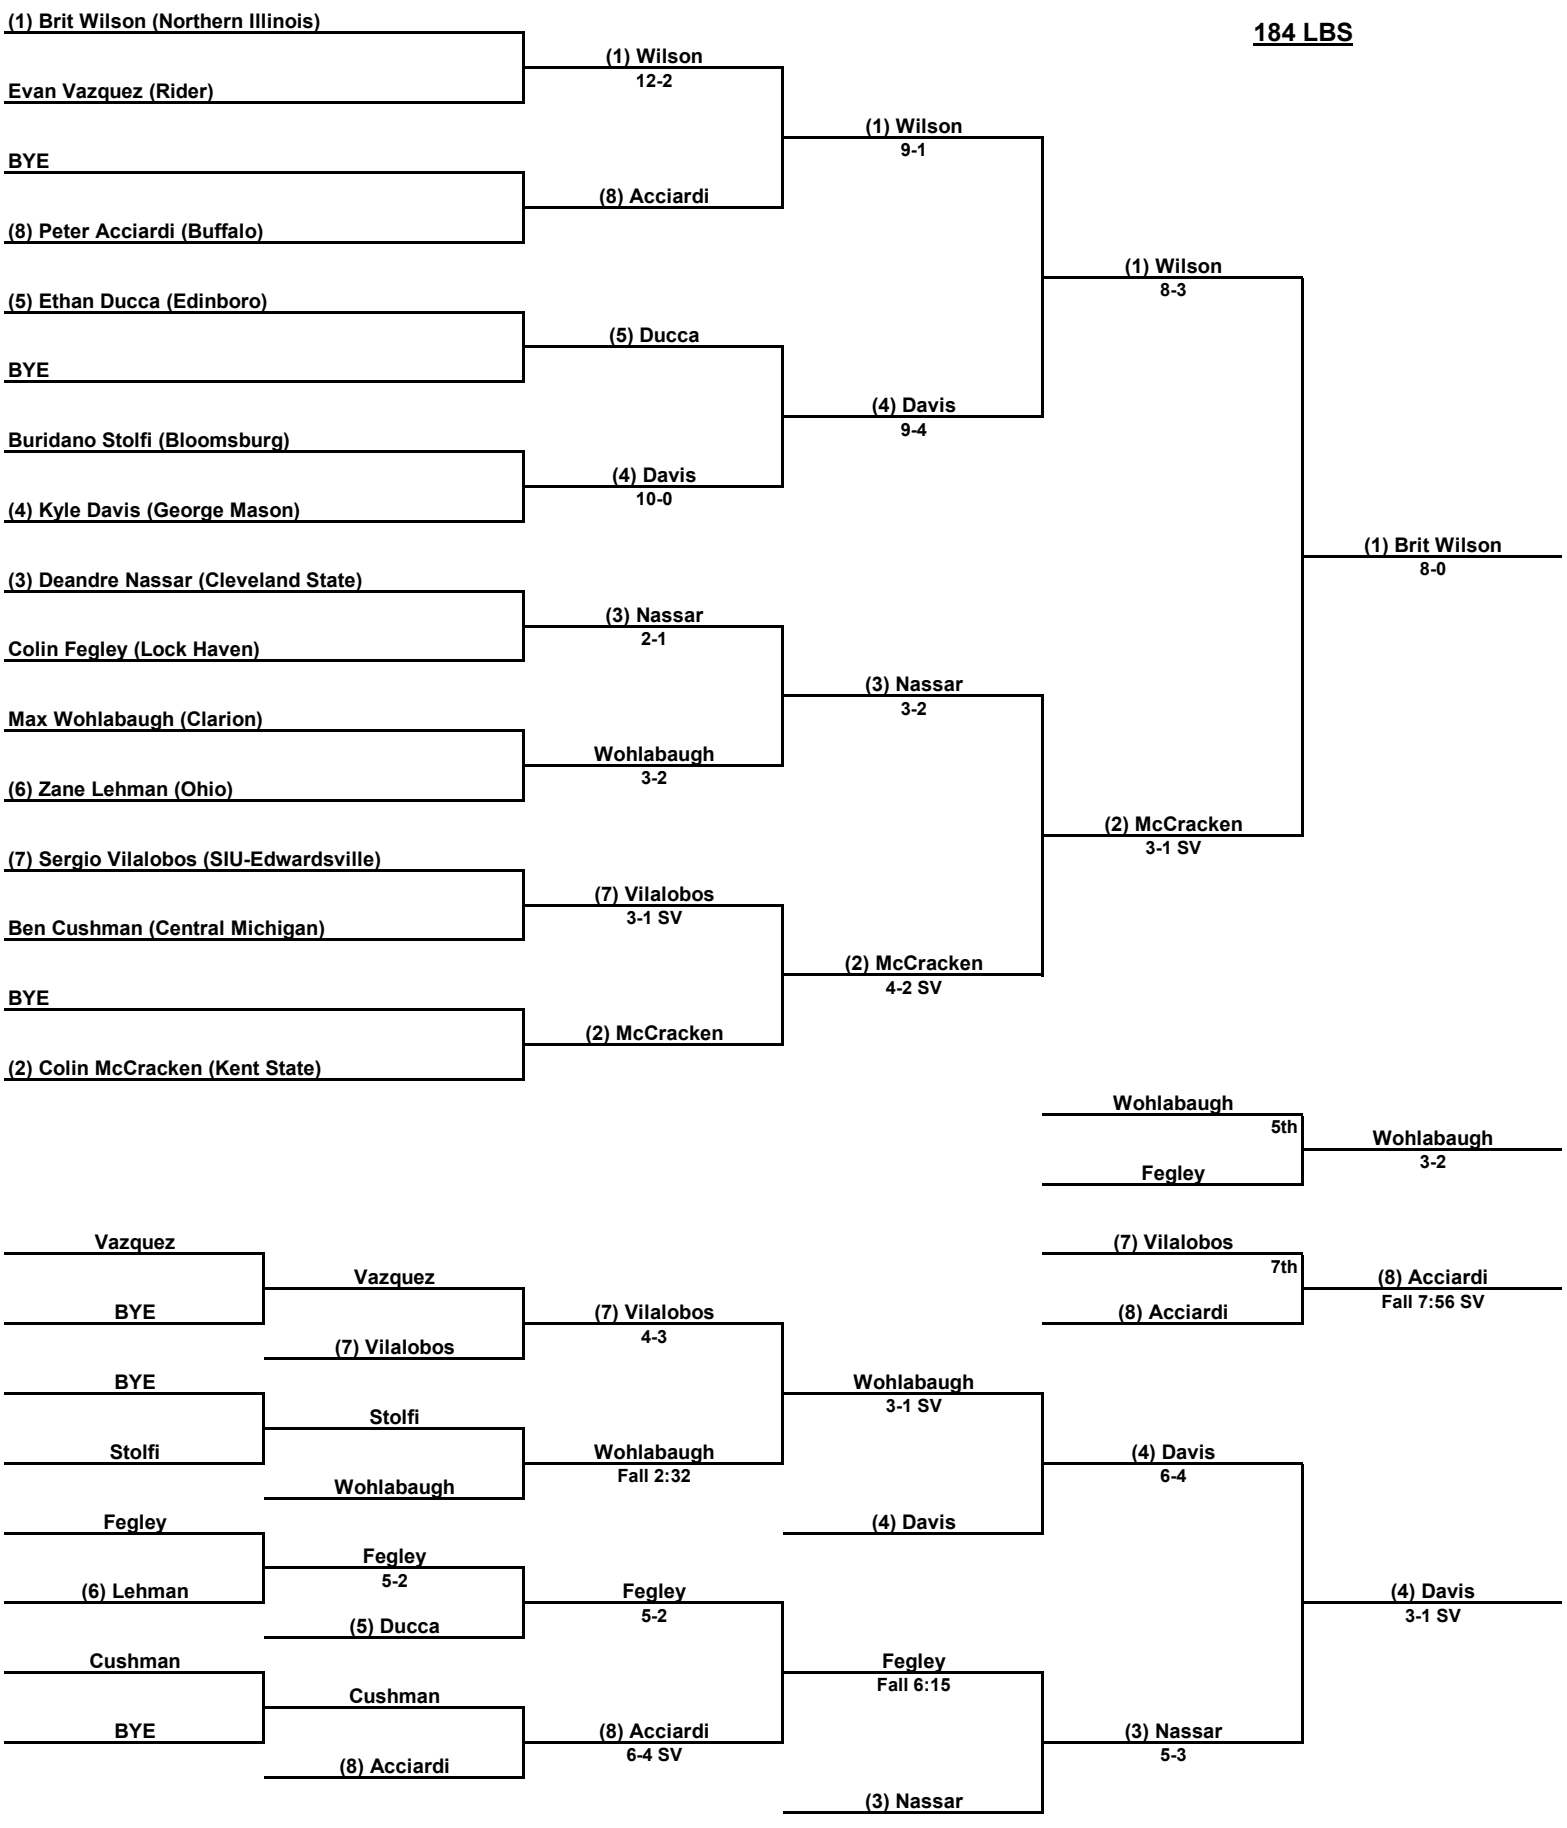 (1) Brit Wilson (Northern Illinois)
184 LBS
(1) Wilson
12-2
Evan Vazquez (Rider)
(1) Wilson
9-1
BYE
(8) Acciardi
(8) Peter Acciardi (Buffalo)
(1) Wilson
8-3
(5) Ethan Ducca (Edinboro)
(5) Ducca
BYE
(4) Davis
9-4
Buridano Stolfi (Bloomsburg)
(4) Davis
10-0
(4) Kyle Davis (George Mason)
(1) Brit Wilson
8-0
(3) Deandre Nassar (Cleveland State)
(3) Nassar
2-1
Colin Fegley (Lock Haven)
(3) Nassar
3-2
Max Wohlabaugh (Clarion)
Wohlabaugh
3-2
(6) Zane Lehman (Ohio)
(2) McCracken
3-1 SV
(7) Sergio Vilalobos (SIU-Edwardsville)
(7) Vilalobos
3-1 SV
Ben Cushman (Central Michigan)
(2) McCracken
4-2 SV
BYE
(2) McCracken
(2) Colin McCracken (Kent State)
Wohlabaugh
5th
Wohlabaugh
3-2
Fegley
Vazquez
(7) Vilalobos
7th
Vazquez
(8) Acciardi
Fall 7:56 SV
BYE
(7) Vilalobos
4-3
(8) Acciardi
(7) Vilalobos
BYE
Wohlabaugh
3-1 SV
Stolfi
Stolfi
Wohlabaugh
Fall 2:32
(4) Davis
6-4
Wohlabaugh
Fegley
(4) Davis
Fegley
5-2
(6) Lehman
Fegley
5-2
(4) Davis
3-1 SV
(5) Ducca
Cushman
Fegley
Fall 6:15
Cushman
BYE
(8) Acciardi
6-4 SV
(3) Nassar
5-3
(8) Acciardi
(3) Nassar